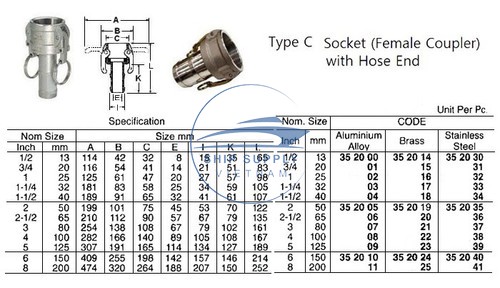 A
B
C
K
L
E
I
Type C Socket (Female Coupler)
with Hose End
Unit Per Pc.
Specification
Nom Size Size mm Nom. Size CODE
Inch mm A B C E I K L Inch mm Aluminium Alloy Brass Stainless Steel
1/2 13 114 42 32 8 15 35 65 1/2 13 35 20 00 35 20 14 35 20 30
3/4 20 116 54 41 14 21 51 83 3/4 20 01 15 31
1 25 125 61 47 20 27 57 98 1 25 02 16 32
1-1/4 32 181 83 58 25 34 59 105 1-1/4 32 03 17 33
1-1/2 40 189 91 65 32 41 61 107 1-1/2 40 04 18 34
2 50 199 101 75 45 53 70 122 2 50 35 20 05 35 20 19 35 20 35
2-1/2 65 210 112 90 57 67 79 135 2-1/2 65 06 20 36
3 80 254 138 108 67 79 91 162 3 80 07 21 37
4 100 282 166 140 89 105 108 167 4 100 08 22 38
5 125 307 191 165 114 134 127 189 5 125 09 23 39
6 150 409 255 198 142 157 146 214 6 150 35 20 10 35 20 24 35 20 40
8 200 474 320 264 188 207 150 252 8 200 11 25 41
SHIP SUPPLY
VIETNAM